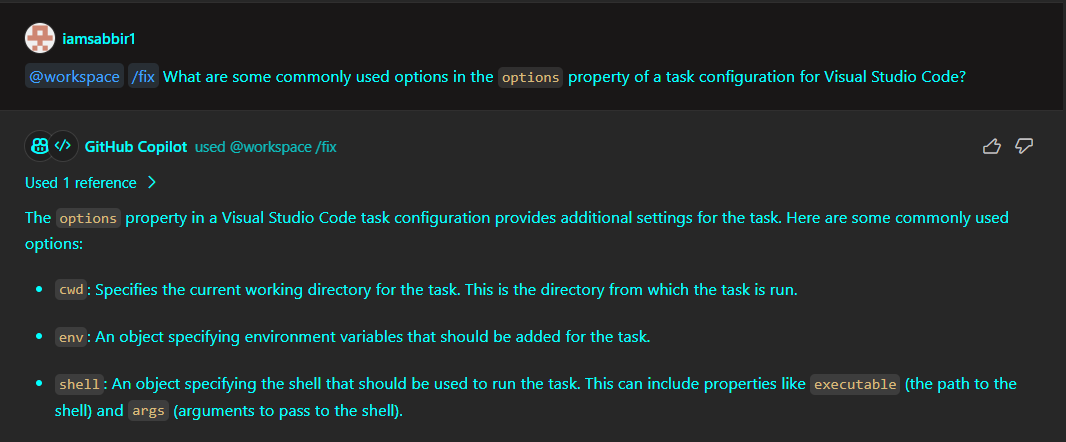 iamsabbir1
@workspace /fix What are some commonly used options in the options property of a task configuration for Visual Studio Code?
GitHub Copilot used @workspace /fix
Used 1 reference
The options property in a Visual Studio Code task configuration provides additional settings for the task. Here are some commonly used
options:
cwd: Specifies the current working directory for the task. This is the directory from which the task is run.
env: An object specifying environment variables that should be added for the task.
shell: An object specifying the shell that should be used to run the task. This can include properties like executable (the path to the
shell) and args (arguments to pass to the shell).